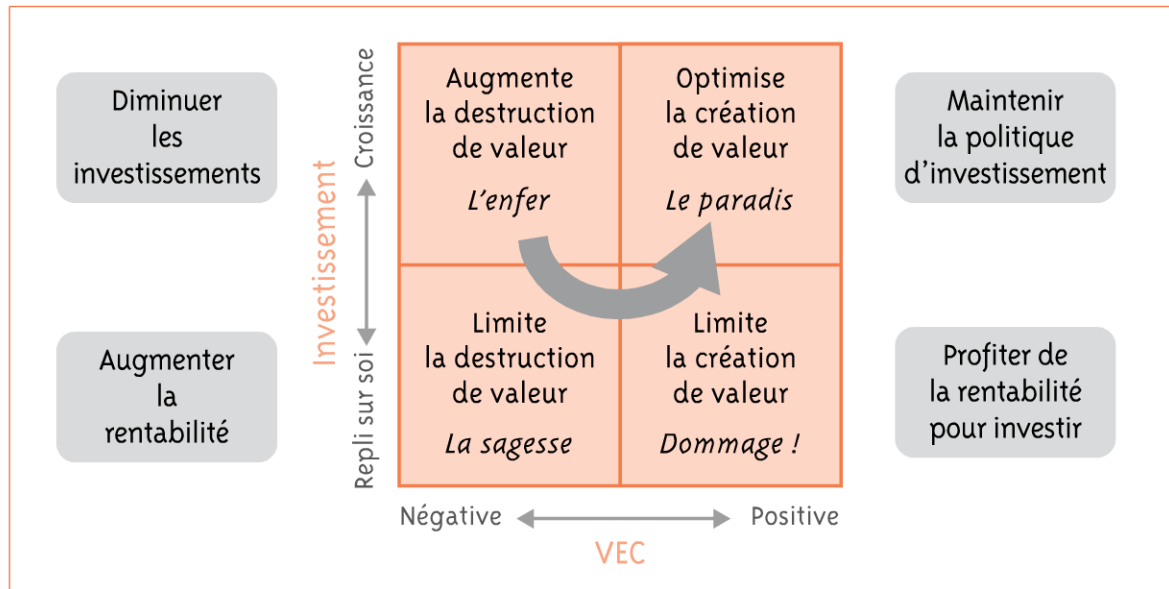 Diminuer
les
investissements
Augmenter
la
rentabilité
Investissement
Croissance
Repli sur soi
Augmente
la destruction
de valeur
L'enfer
Optimise
la création
de valeur
Le paradis
Limite
la destruction
de valeur
La sagesse
Limite
la création
de valeur
Dommage !
Négative
Positive
VEC
Maintenir
la politique
d'investissement
Profiter de
la rentabilité
pour investir